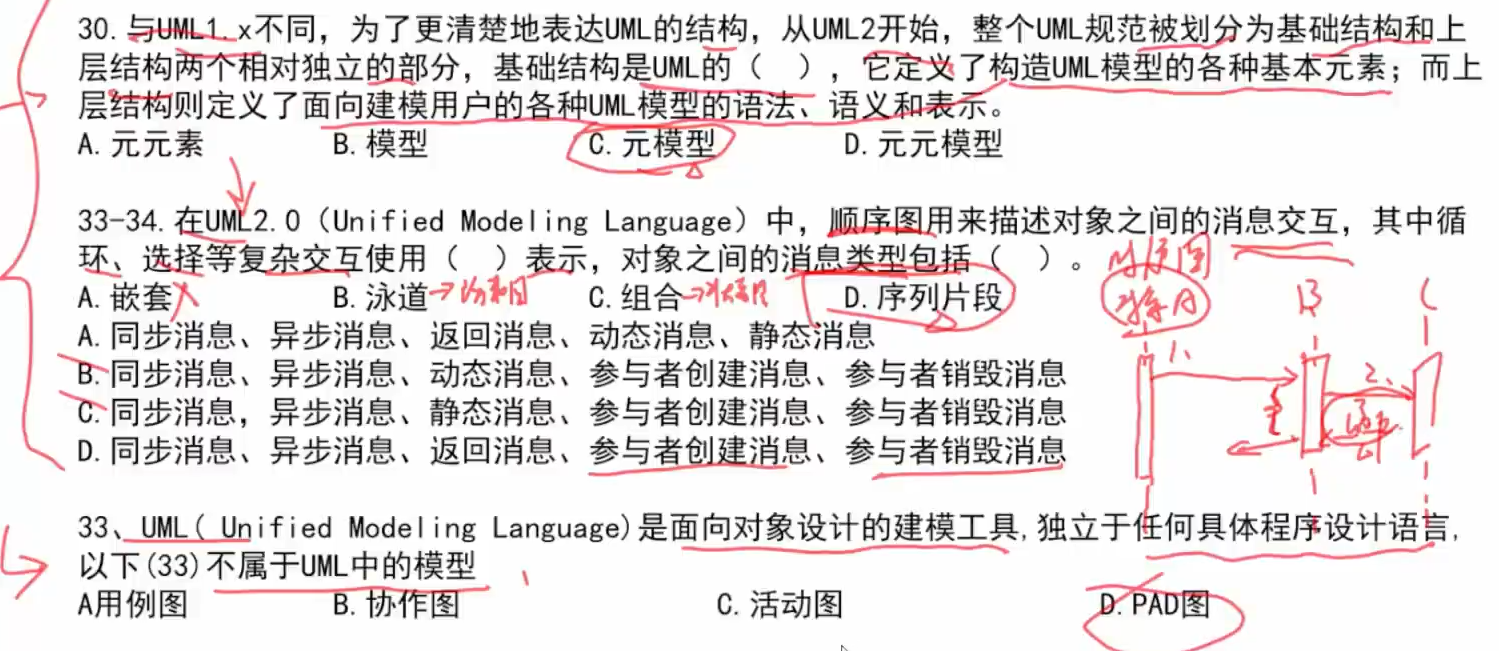 30. 与UML1.x不同，为了更清楚地表达UML的结构，从UML2开始，整个UML规范被划分为基础结构和上
层结构两个相对独立的部分，基础结构是UML的（ ），它定义了构造UML模型的各种基本元素；而上
层结构则定义了面向建模用户的各种UML模型的语法、语义和表示。
A. 元元素 B. 模型 C. 元模型 D. 元元模型
33-34. 在UML2.0（Unified Modeling Language）中，顺序图用来描述对象之间的消息交互，其中循
环、选择等复杂交互使用（ ）表示，对象之间的消息类型包括（ ）。
A. 嵌套 B. 泳道 C. 组合 D. 序列片段
A. 同步消息、异步消息、返回消息、动态消息、静态消息
B. 同步消息、异步消息、动态消息、参与者创建消息、参与者销毁消息
C. 同步消息，异步消息、静态消息、参与者创建消息、参与者销毁消息
D. 同步消息、异步消息、返回消息、参与者创建消息、参与者销毁消息
B
1.
2.
33、UML( Unified Modeling Language)是面向对象设计的建模工具,独立于任何具体程序设计语言,
以下(33)不属于UML中的模型
A用例图 B. 协作图 C. 活动图 D. PAD图